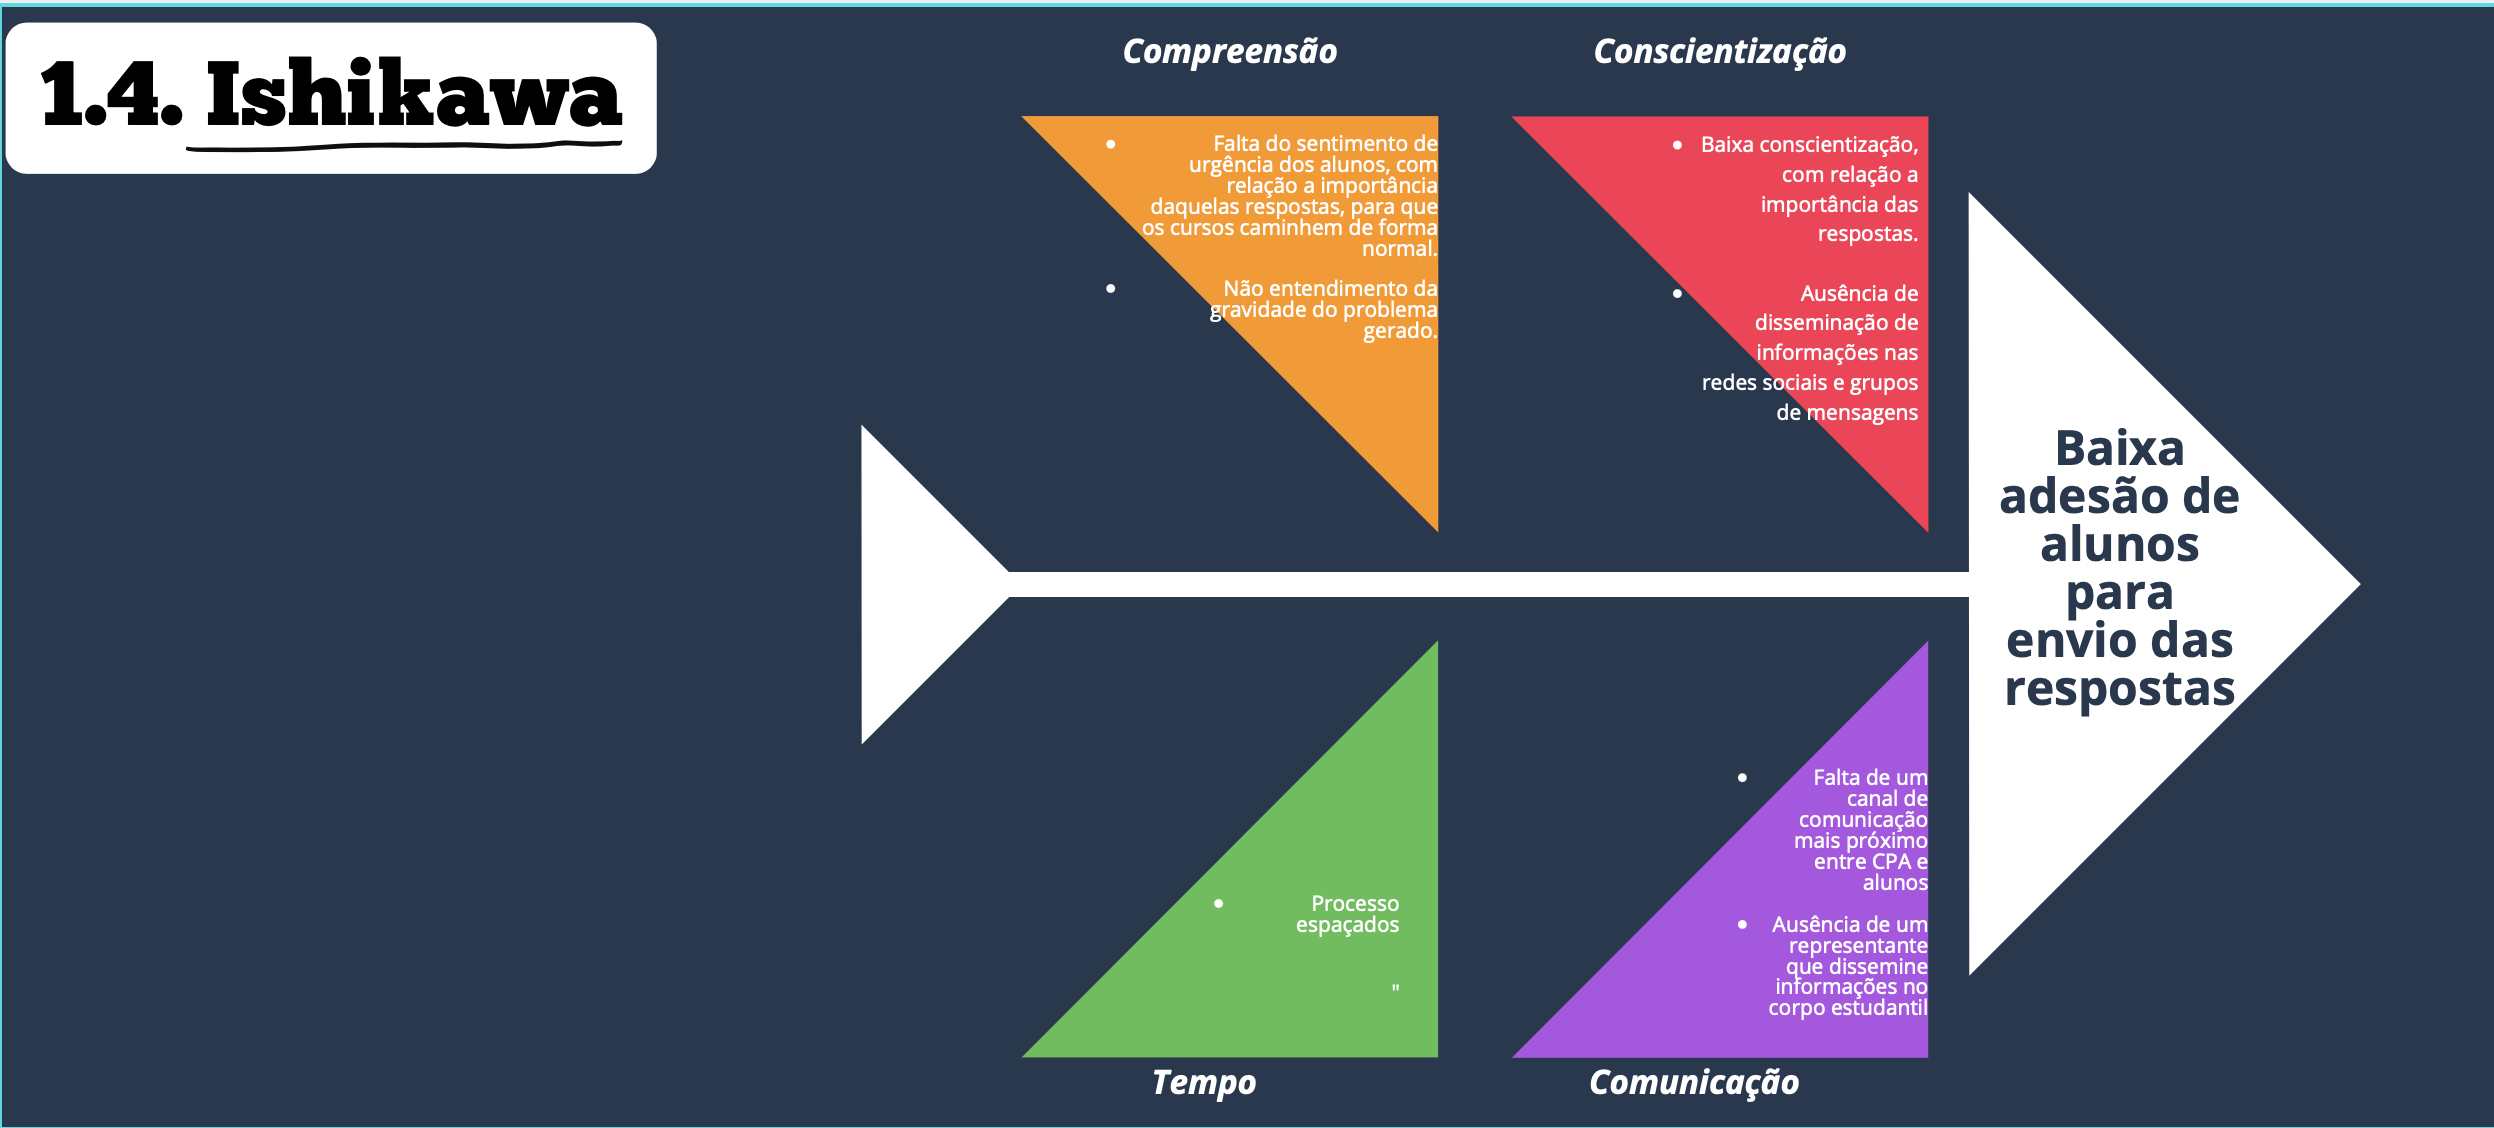 1.4. Ishikawa
Compreensão
Conscientização
• Falta do sentimento de
urgência dos alunos, com
relação a importância
daquelas respostas, para que
os cursos caminhem de forma
normal.
• Não entendimento da
gravidade do problema
gerado.
• Baixa conscientização,
com relação a
importância das
respostas.
• Ausência de
disseminação de
informações nas
redes sociais e grupos
de mensagens
Baixa
adesão de
alunos
para
envio das
respostas
• Processo
espaçados
"
• Falta de um
canal de
comunicação
mais próximo
entre CPA e
alunos
• Ausência de um
representante
que dissemine
informações no
corpo estudantil
Tempo
Comunicação